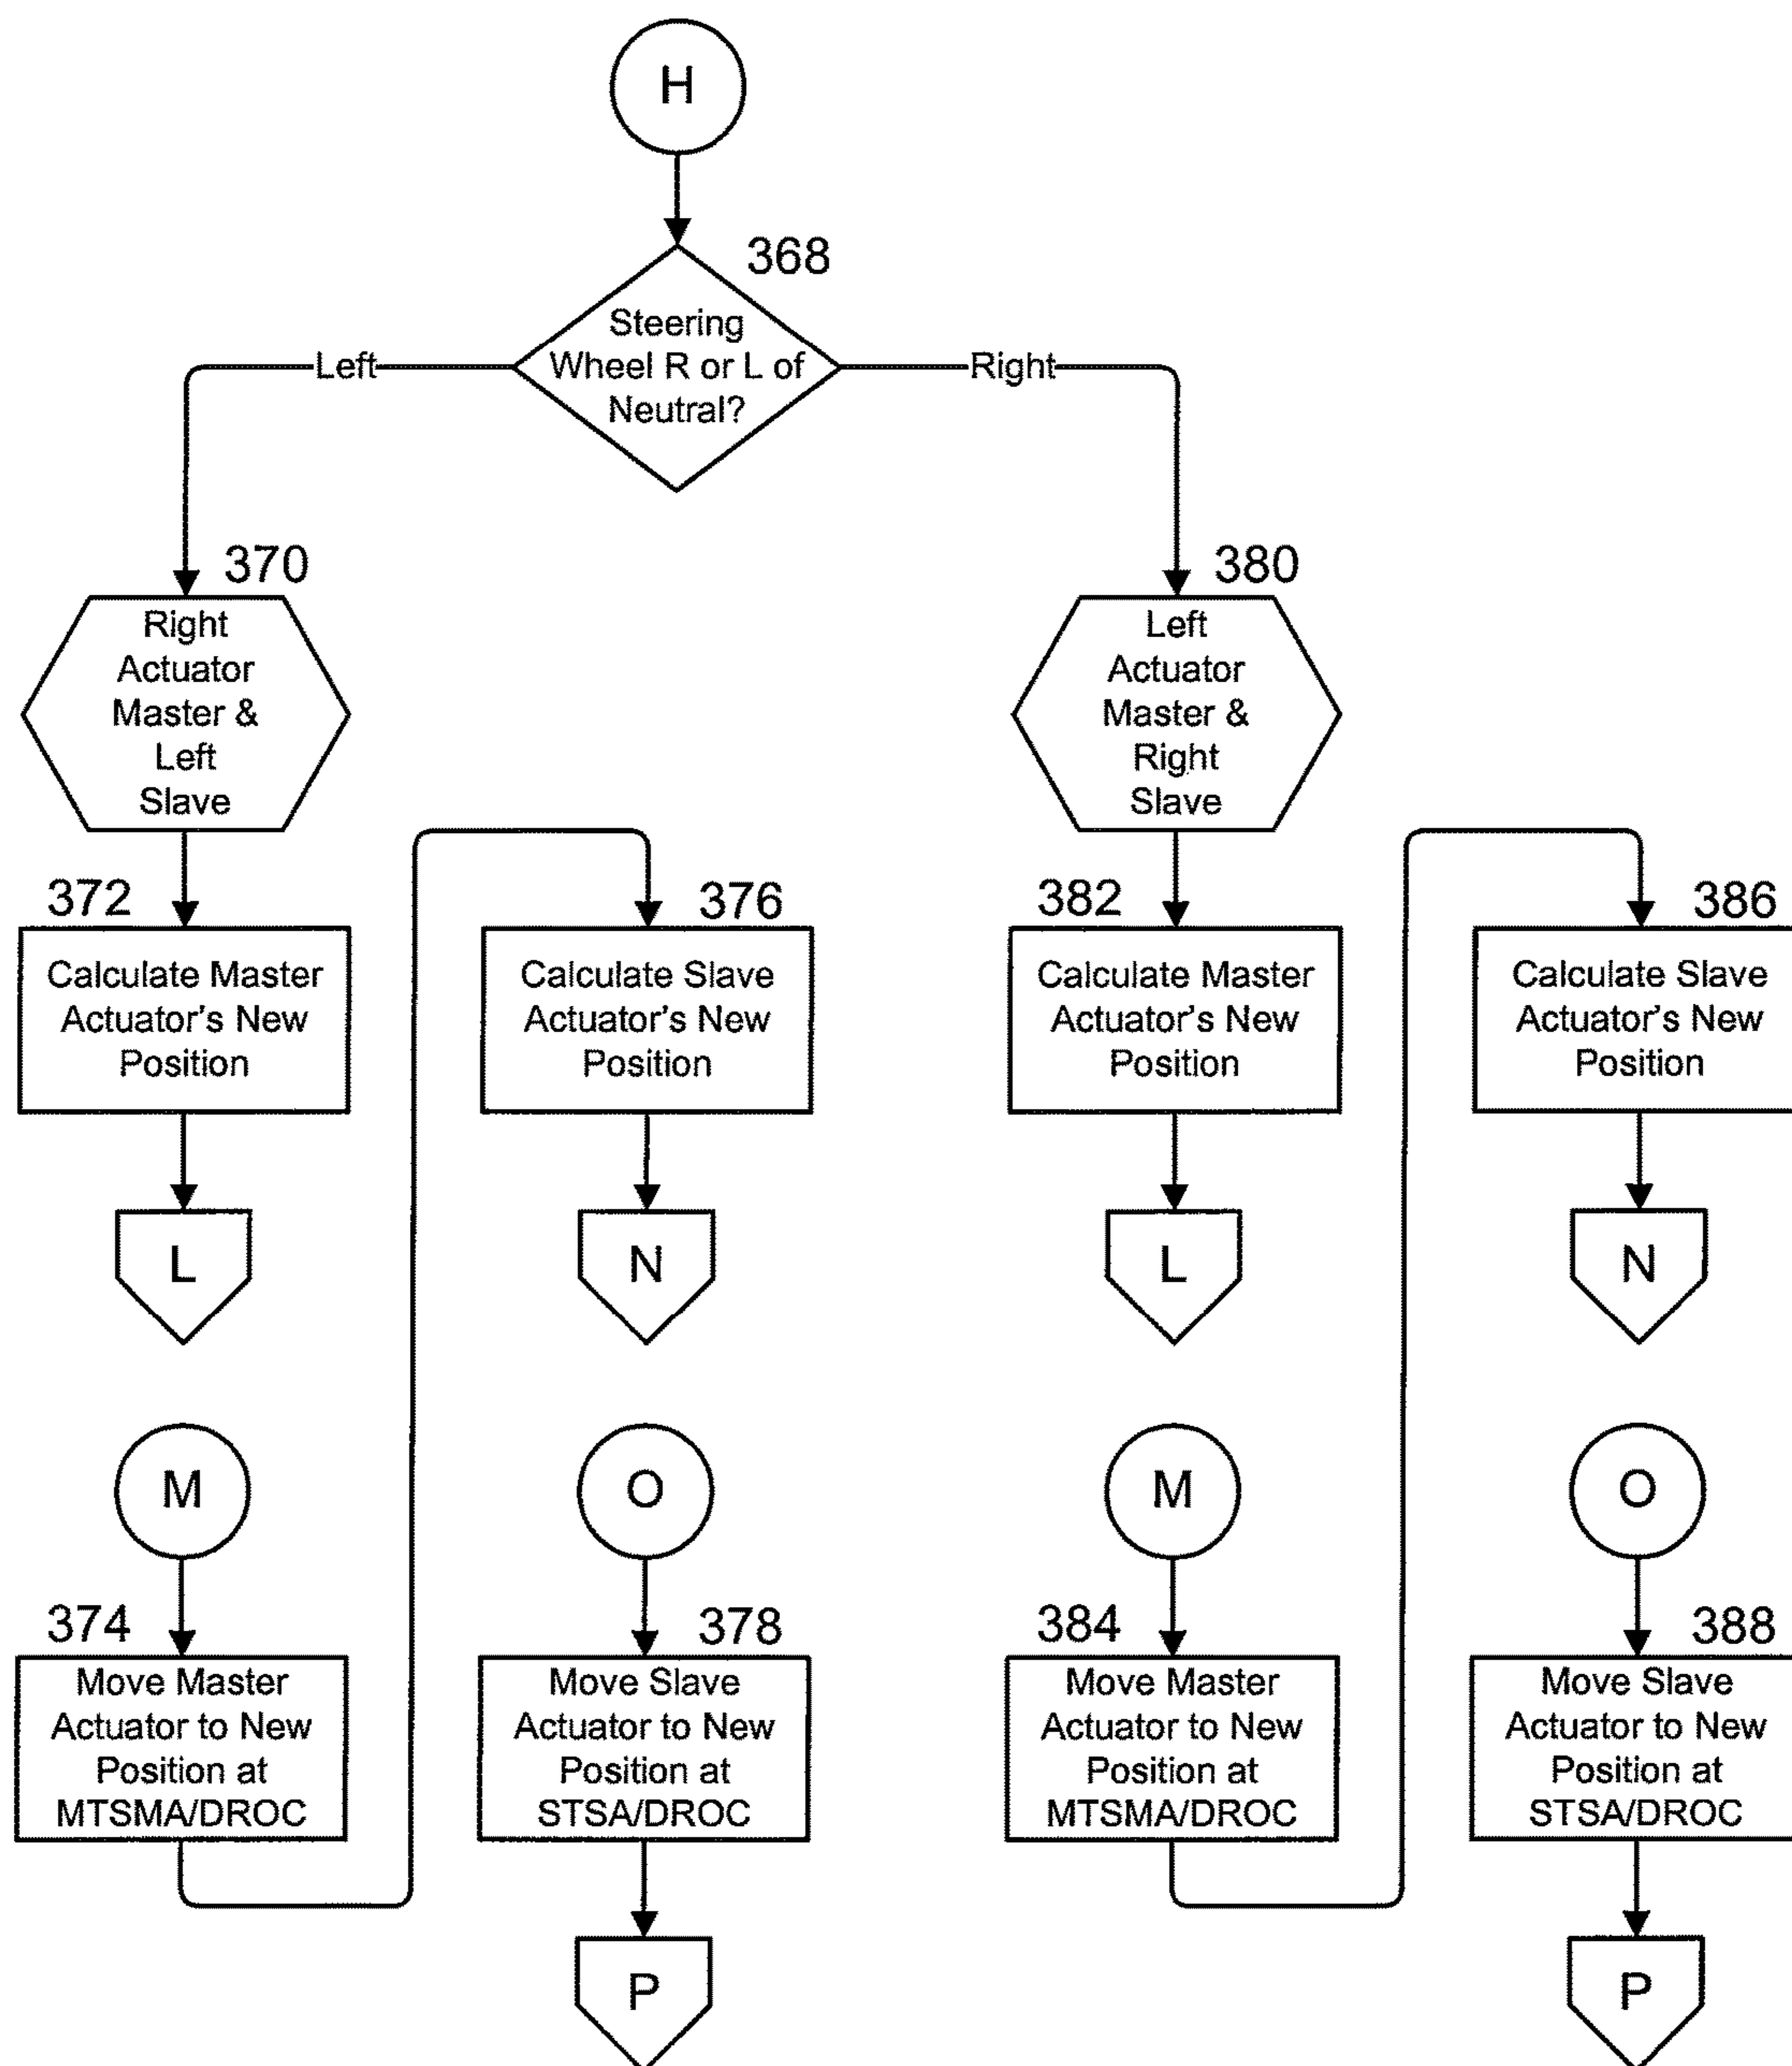 H
368
Steering
Wheel R or L of
Neutral?
Left
Right
370
Right
Actuator
Master &
Left
Slave
380
Left
Actuator
Master &
Right
Slave
372
Calculate Master
Actuator's New
Position
376
Calculate Slave
Actuator's New
Position
382
Calculate Master
Actuator's New
Position
386
Calculate Slave
Actuator's New
Position
L
N
L
N
M
O
M
O
374
Move Master
Actuator to New
Position at
MTSMA/DROC
378
Move Slave
Actuator to New
Position at
STSA/DROC
384
Move Master
Actuator to New
Position at
MTSMA/DROC
388
Move Slave
Actuator to New
Position at
STSA/DROC
P
P